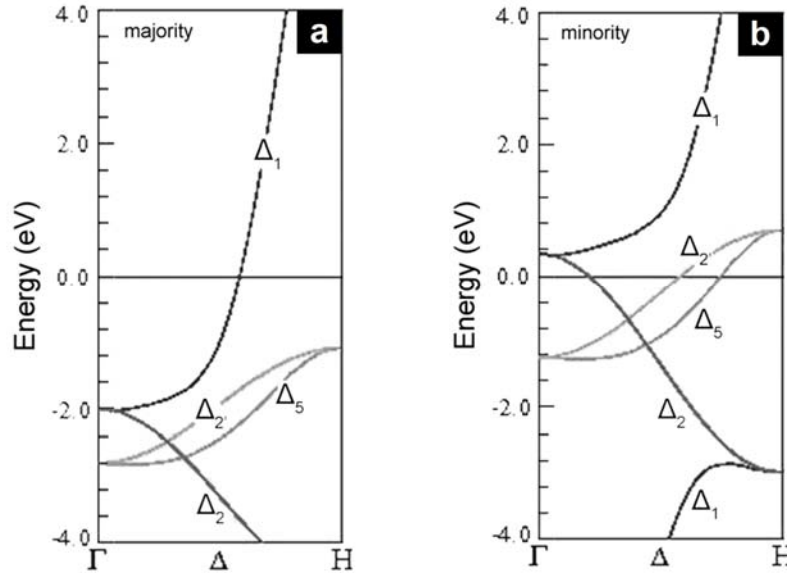 majority
a
Energy (eV)
4.0
2.0
0.0
-2.0
-4.0
Δ₁
Δ₂'
Δ₅
Δ₂
Γ
Δ
H
minority
b
Energy (eV)
4.0
2.0
0.0
-2.0
-4.0
Δ₁
Δ₂'
Δ₅
Δ₂
Δ₁
Γ
Δ
H